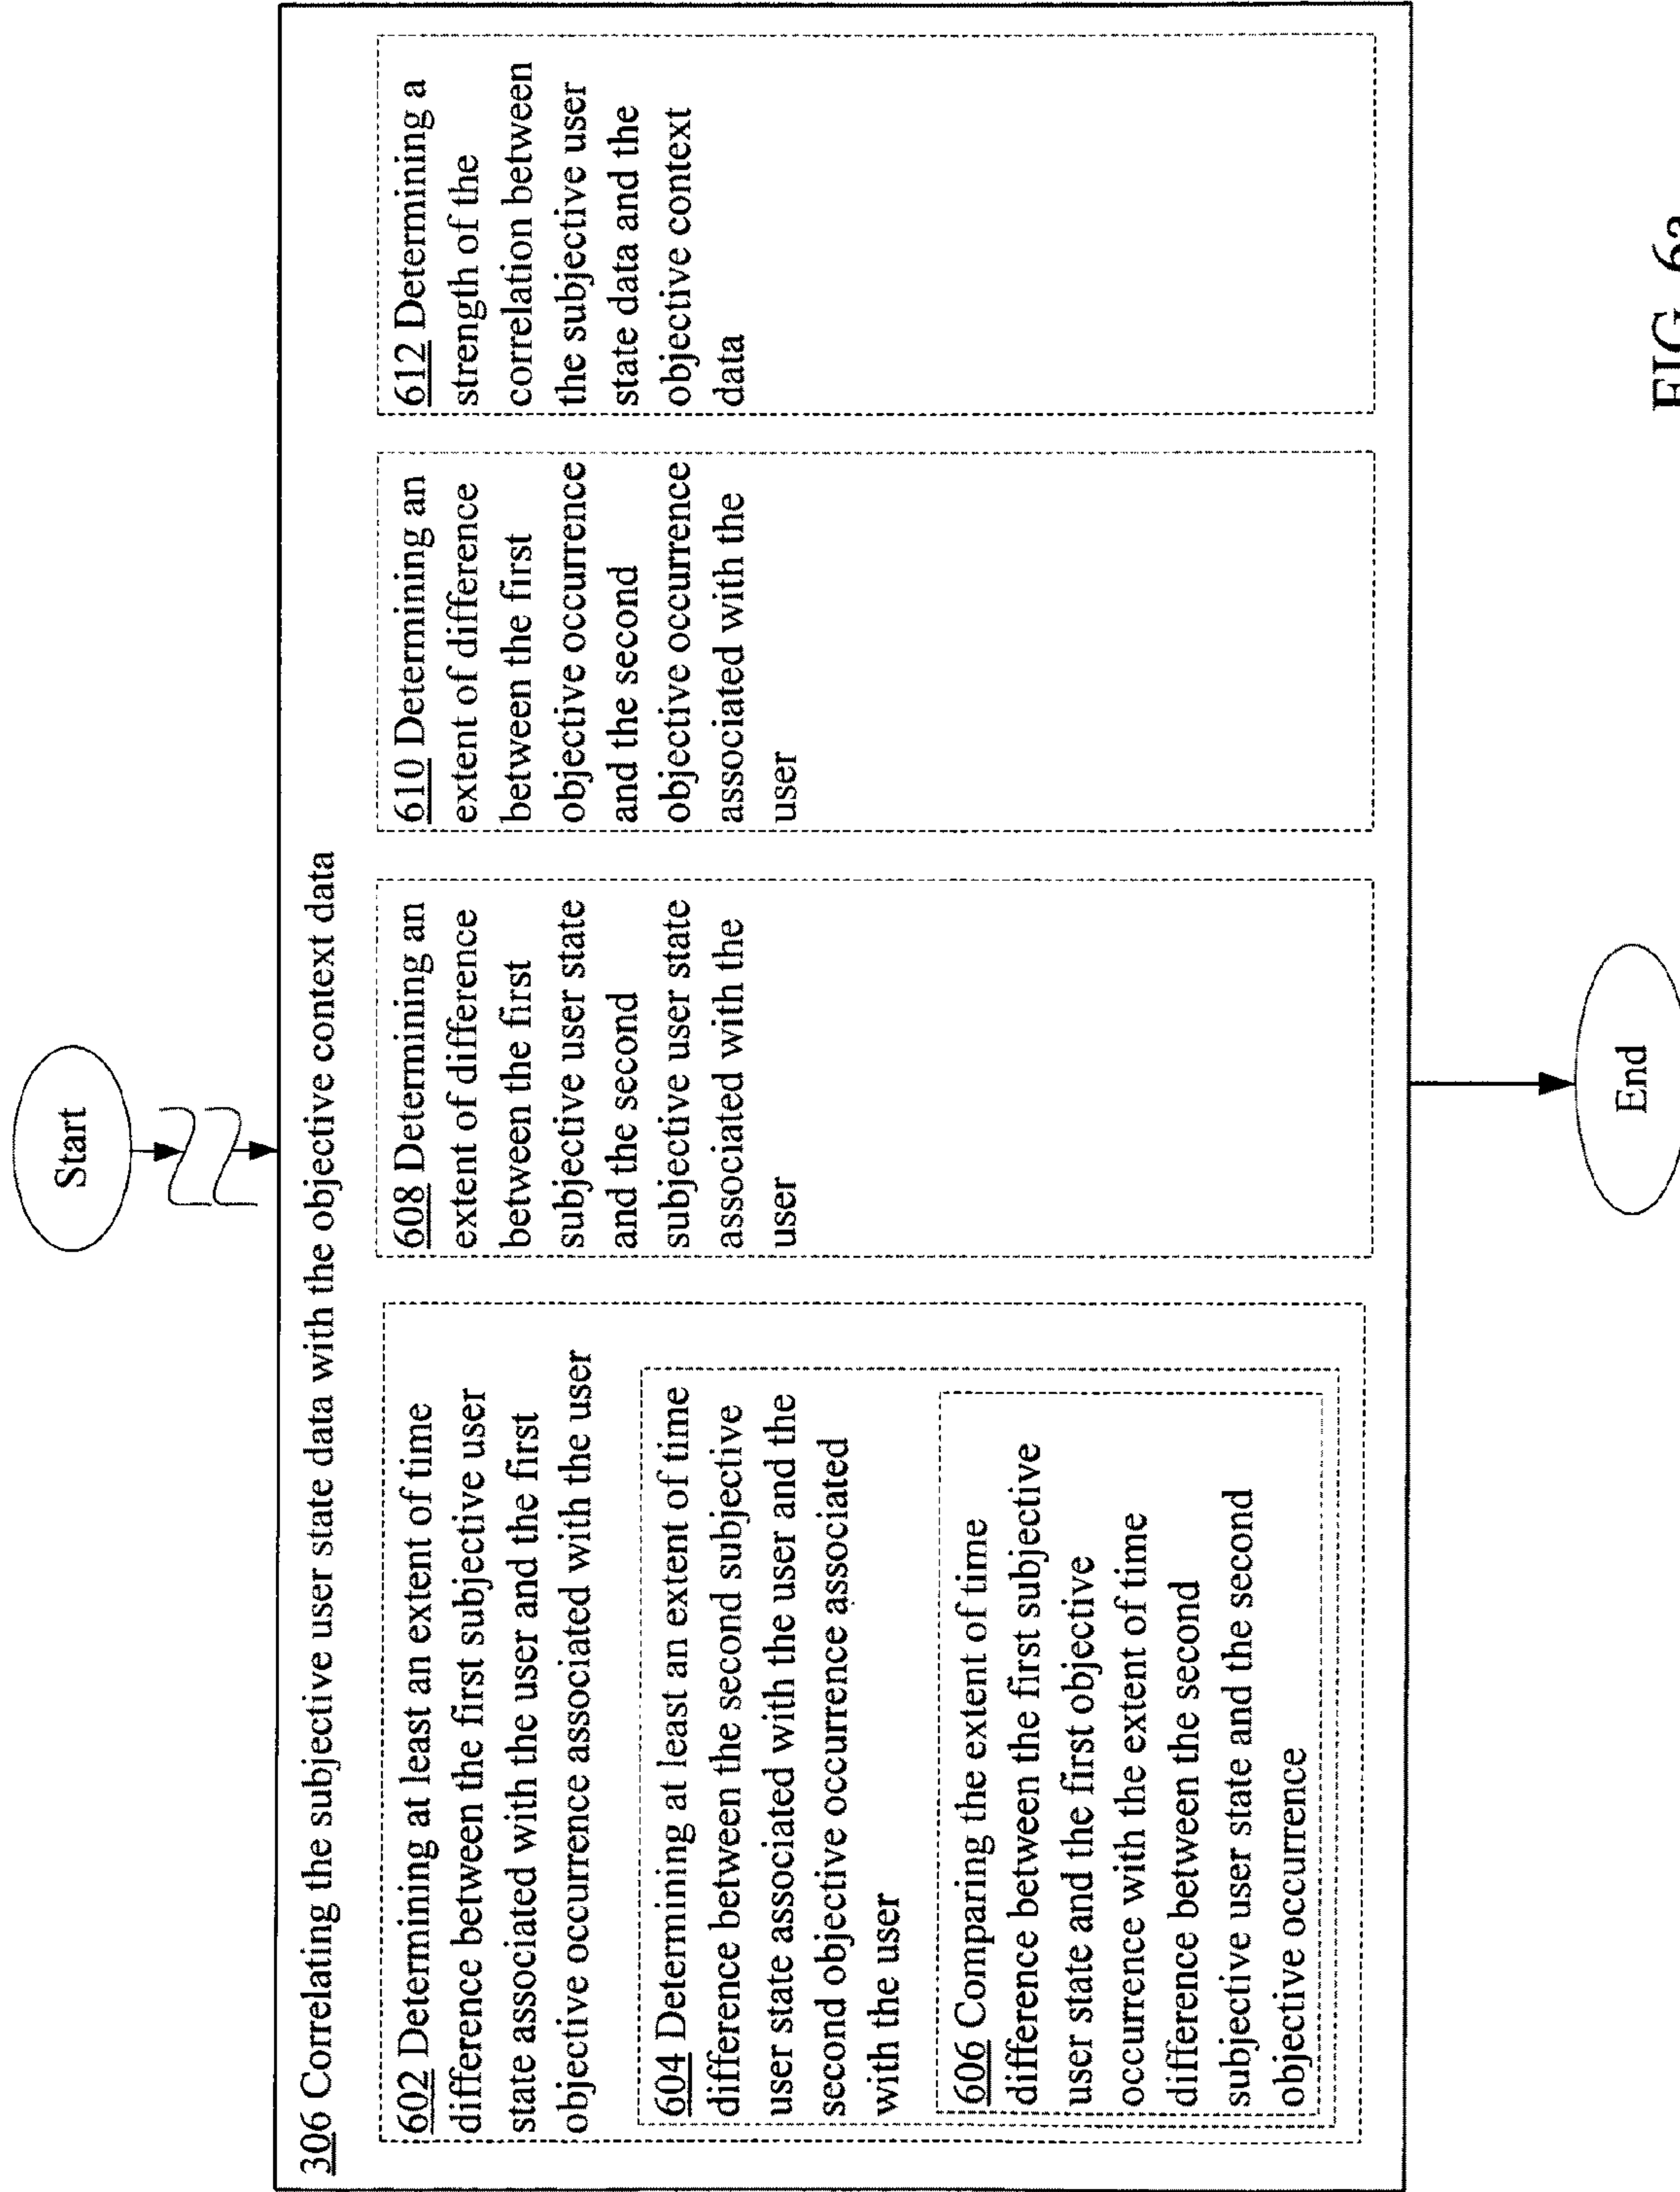 Start
306 Correlating the subjective user state data with the objective context data
602 Determining at least an extent of time
difference between the first subjective user
state associated with the user and the first
objective occurrence associated with the user
604 Determining at least an extent of time
difference between the second subjective
user state associated with the user and the
second objective occurrence associated
with the user
606 Comparing the extent of time
difference between the first subjective
user state and the first objective
occurrence with the extent of time
difference between the second
subjective user state and the second
objective occurrence
608 Determining an
extent of difference
between the first
subjective user state
and the second
subjective user state
associated with the
user
610 Determining an
extent of difference
between the first
objective occurrence
and the second
objective occurrence
associated with the
user
612 Determining a
strength of the
correlation between
the subjective user
state data and the
objective context
data
End
FIG. 6a